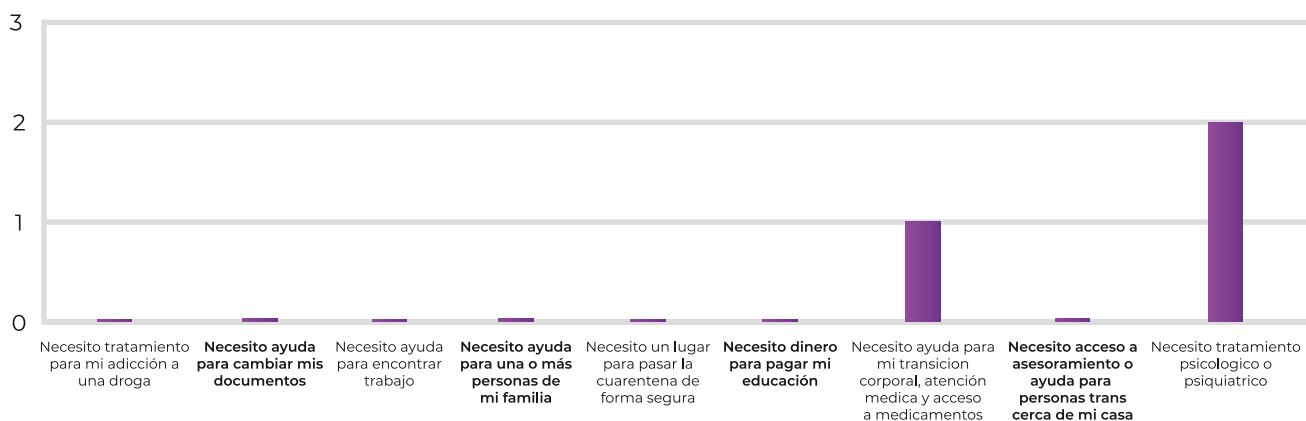 3
2
1
0
Necesito tratamiento
para mi adicción a
una droga
Necesito ayuda
para cambiar mis
documentos
Necesito ayuda
para encontrar
trabajo
Necesito ayuda
para una o más
personas de
mi familia
Necesito un lugar
para pasar la
cuarentena de
forma segura
Necesito dinero
para pagar mi
educación
Necesito ayuda para
mi transicion
corporal, atención
medica y acceso
a medicamentos
Necesito acceso a
asesoramiento o
ayuda para
personas trans
cerca de mi casa
Necesito tratamiento
psicologico o
psiquiatrico